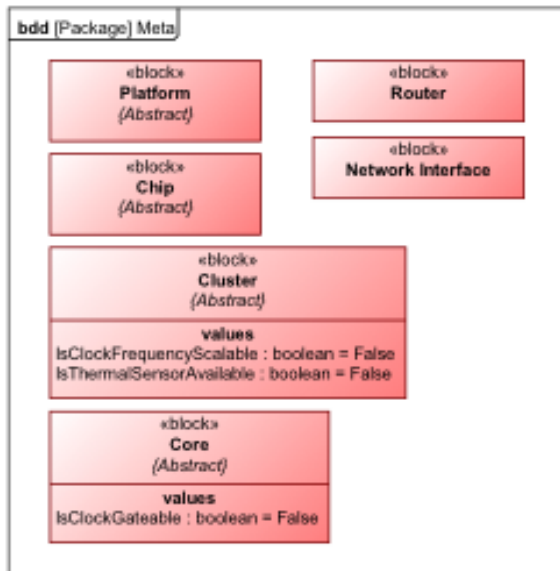 bdd [Package] Meta
«block»
Platform
{Abstract}
«block»
Router
«block»
Chip
{Abstract}
«block»
Network Interface
«block»
Cluster
{Abstract}
values
IsClockFrequencyScalable : boolean = False
IsThermalSensorAvailable : boolean = False
«block»
Core
{Abstract}
values
IsClockGateable : boolean = False